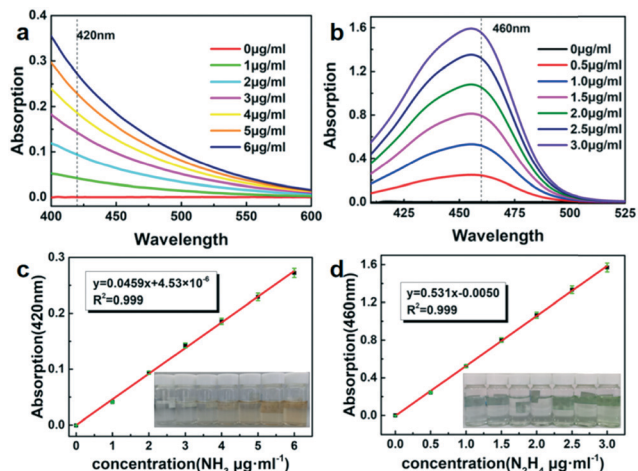 a
420nm
0μg/ml
1μg/ml
2μg/ml
3μg/ml
4μg/ml
5μg/ml
6μg/ml
Absorption
0.4
0.3
0.2
0.1
0.0
400 450 500 550 600
Wavelength
b
460nm
0μg/ml
0.5μg/ml
1.0μg/ml
1.5μg/ml
2.0μg/ml
2.5μg/ml
3.0μg/ml
Absorption
1.8
1.2
0.6
0.0
425 450 475 500 525
Wavelength
c
y=0.0459x+4.53×10⁻⁶
R²=0.999
Absorption(420nm)
0.3
0.2
0.1
0.0
0 1 2 3 4 5 6
concentration(NH₃ μg·ml⁻¹)
d
y=0.531x-0.0050
R²=0.999
Absorption(460nm)
1.6
1.2
0.8
0.4
0.0
0.0 0.5 1.0 1.5 2.0 2.5 3.0
concentration(N₂H₄ μg·ml⁻¹)